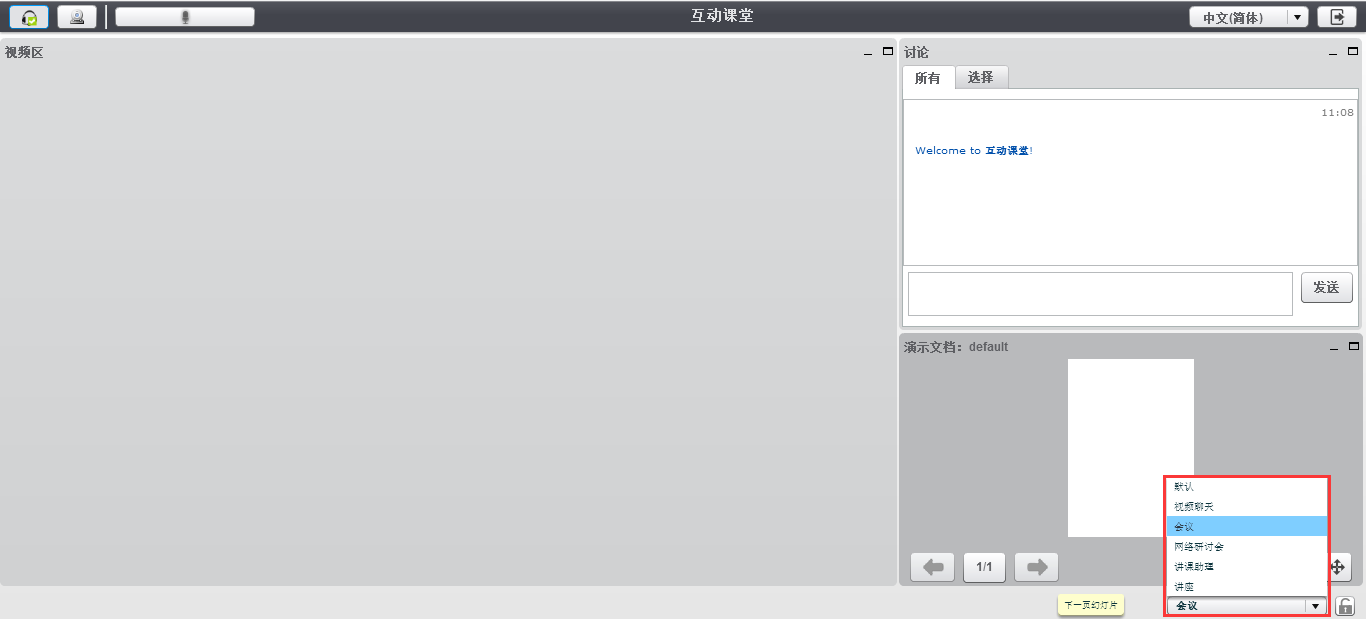 互动课堂
中文(简体)
视频区
讨论
所有
选择
11:08
Welcome to 互动课堂!
发送
演示文档：default
默认
视频聊天
会议
网络研讨会
讲课助理
讲座
1/1
下一页幻灯片
会议